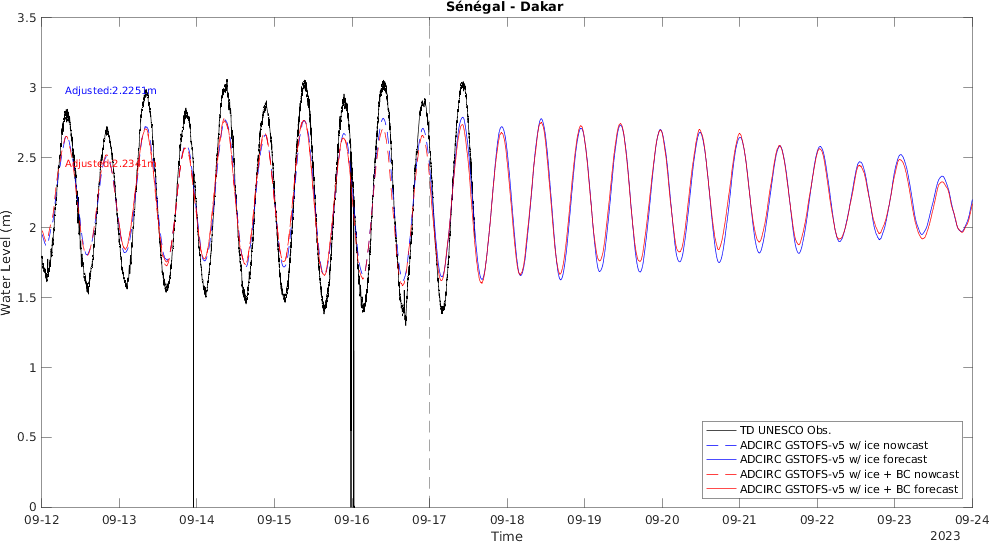 Sénégal - Dakar
3.5
3
2.5
2
1.5
1
0.5
0
Water Level (m)
Adjusted:2.2251m
Adjusted:2.2341m
TD UNESCO Obs.
ADCIRC GSTOFS-v5 w/ ice nowcast
ADCIRC GSTOFS-v5 w/ ice forecast
ADCIRC GSTOFS-v5 w/ ice + BC nowcast
ADCIRC GSTOFS-v5 w/ ice + BC forecast
09-12 09-13 09-14 09-15 09-16 09-17 09-18 09-19 09-20 09-21 09-22 09-23 09-24
Time
2023